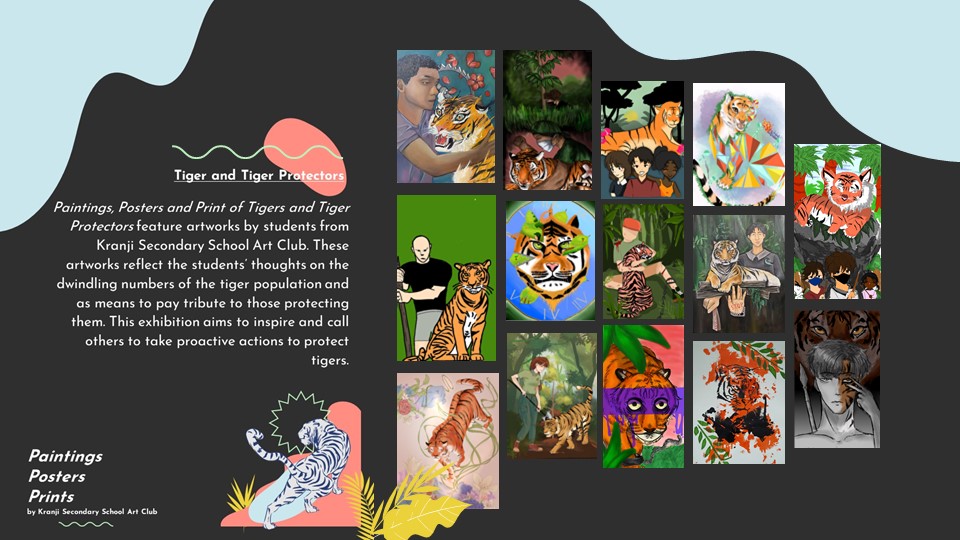 Tiger and Tiger Protectors
Paintings, Posters and Print of Tigers and Tiger
Protectors feature artworks by students from
Kranji Secondary School Art Club. These
artworks reflect the students' thoughts on the
dwindling numbers of the tiger population and
as means to pay tribute to those protecting
them. This exhibition aims to inspire and call
others to take proactive actions to protect
tigers.
Paintings
Posters
Prints
by Kranji Secondary School Art Club